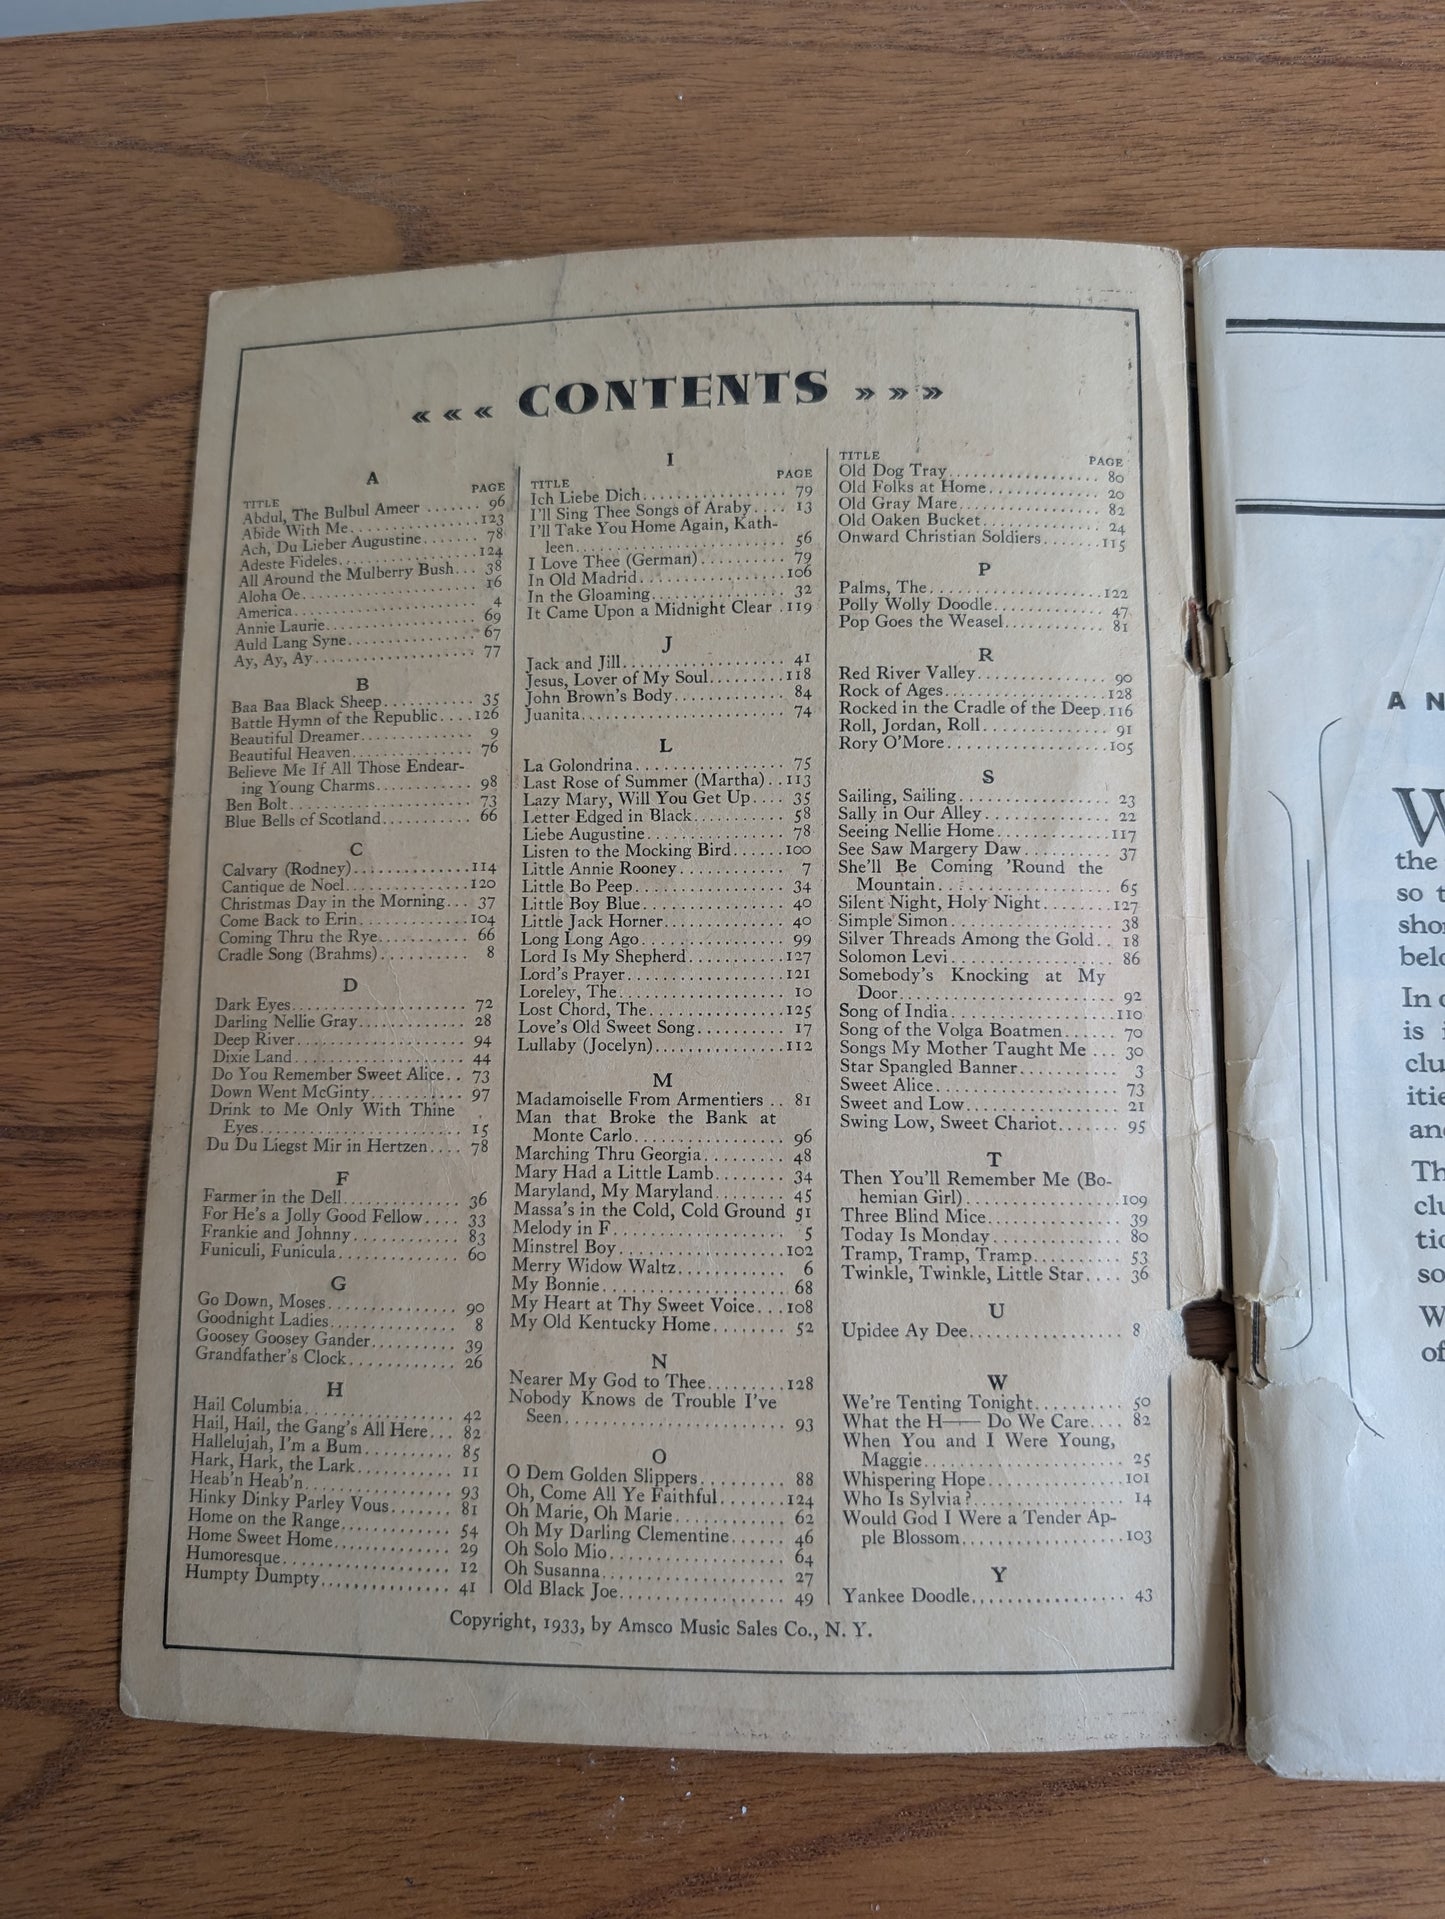 ««« CONTENTS »»»
A
TITLE PAGE
Abdul, The Bulbul Ameer ....... 96
Abide With Me..................123
Ach, Du Lieber Augustine....... 78
Adeste Fideles.................124
All Around the Mulberry Bush... 38
Aloha Oe....................... 16
America........................ 4
Annie Laurie................... 69
Auld Lang Syne................. 67
Ay, Ay, Ay..................... 77
B
Baa Baa Black Sheep........... 35
Battle Hymn of the Republic....126
Beautiful Dreamer............. 9
Beautiful Heaven.............. 76
Believe Me If All Those Endear-
ing Young Charms........... 98
Ben Bolt...................... 73
Blue Bells of Scotland........... 66
C
Calvary (Rodney)..............114
Cantique de Noel...............120
Christmas Day in the Morning... 37
Come Back to Erin.............104
Coming Thru the Rye........... 66
Cradle Song (Brahms).......... 8
D
Dark Eyes..................... 72
Darling Nellie Gray............. 28
Deep River.................... 94
Dixie Land.................... 44
Do You Remember Sweet Alice.. 73
Down Went McGinty........... 97
Drink to Me Only With Thine
Eyes........................ 15
Du Du Liegst Mir in Hertzen.... 78
F
Farmer in the Dell.............. 36
For He's a Jolly Good Fellow.... 33
Frankie and Johnny............. 83
Funiculi, Funicula.............. 60
G
Go Down, Moses............... 90
Goodnight Ladies............... 8
Goosey Goosey Gander.......... 39
Grandfather's Clock............ 26
H
Hail Columbia................. 42
Hail, Hail, the Gang's All Here... 82
Hallelujah, I'm a Bum.......... 85
Hark, Hark, the Lark........... 11
Heab'n Heab'n................. 93
Hinky Dinky Parley Vous....... 81
Home on the Range............ 54
Home Sweet Home............. 29
Humoresque................... 12
Humpty Dumpty............... 41
I
TITLE PAGE
Ich Liebe Dich................. 79
I'll Sing Thee Songs of Araby.... 13
I'll Take You Home Again, Kath-
leen........................ 56
I Love Thee (German).......... 79
In Old Madrid.................106
In the Gloaming................ 32
It Came Upon a Midnight Clear .119
J
Jack and Jill.................... 41
Jesus, Lover of My Soul.........118
John Brown's Body............. 84
Juanita........................ 74
L
La Golondrina................. 75
Last Rose of Summer (Martha)..113
Lazy Mary, Will You Get Up.... 35
Letter Edged in Black........... 58
Liebe Augustine................ 78
Listen to the Mocking Bird......100
Little Annie Rooney............ 7
Little Bo Peep................. 34
Little Boy Blue................. 40
Little Jack Horner.............. 40
Long Long Ago................ 99
Lord Is My Shepherd...........127
Lord's Prayer..................121
Loreley, The................... 10
Lost Chord, The...............125
Love's Old Sweet Song.......... 17
Lullaby (Jocelyn)...............112
M
Madamoiselle From Armentiers .. 81
Man that Broke the Bank at
Monte Carlo................ 96
Marching Thru Georgia......... 48
Mary Had a Little Lamb........ 34
Maryland, My Maryland........ 45
Massa's in the Cold, Cold Ground 51
Melody in F................... 5
Minstrel Boy..................102
Merry Widow Waltz............ 6
My Bonnie.................... 68
My Heart at Thy Sweet Voice...108
My Old Kentucky Home........ 52
N
Nearer My God to Thee.........128
Nobody Knows de Trouble I've
Seen....................... 93
O
O Dem Golden Slippers......... 88
Oh, Come All Ye Faithful.......124
Oh Marie, Oh Marie............ 62
Oh My Darling Clementine...... 46
Oh Solo Mio................... 64
Oh Susanna.................... 27
Old Black Joe.................. 49
TITLE PAGE
Old Dog Tray.................. 80
Old Folks at Home............. 20
Old Gray Mare................ 82
Old Oaken Bucket.............. 24
Onward Christian Soldiers.......115
P
Palms, The....................122
Polly Wolly Doodle............. 47
Pop Goes the Weasel............ 81
R
Red River Valley............... 90
Rock of Ages..................128
Rocked in the Cradle of the Deep.116
Roll, Jordan, Roll............... 91
Rory O'More..................105
S
Sailing, Sailing................. 23
Sally in Our Alley.............. 22
Seeing Nellie Home............117
See Saw Margery Daw.......... 37
She'll Be Coming 'Round the
Mountain................... 65
Silent Night, Holy Night........127
Simple Simon.................. 38
Silver Threads Among the Gold.. 18
Solomon Levi.................. 86
Somebody's Knocking at My
Door....................... 92
Song of India..................110
Song of the Volga Boatmen...... 70
Songs My Mother Taught Me ... 30
Star Spangled Banner........... 3
Sweet Alice.................... 73
Sweet and Low................. 21
Swing Low, Sweet Chariot....... 95
T
Then You'll Remember Me (Bo-
hemian Girl)................109
Three Blind Mice............... 39
Today Is Monday.............. 80
Tramp, Tramp, Tramp.......... 53
Twinkle, Twinkle, Little Star.... 36
U
Upidee Ay Dee................. 8
W
We're Tenting Tonight.......... 50
What the H—— Do We Care.... 82
When You and I Were Young,
Maggie..................... 25
Whispering Hope..............101
Who Is Sylvia?................. 14
Would God I Were a Tender Ap-
ple Blossom.................103
Y
Yankee Doodle................. 43
Copyright, 1933, by Amsco Music Sales Co., N. Y.
A N
W
the
so
sho
belo
In
is
clu
itie
and
Th
clu
tio
so
W
of